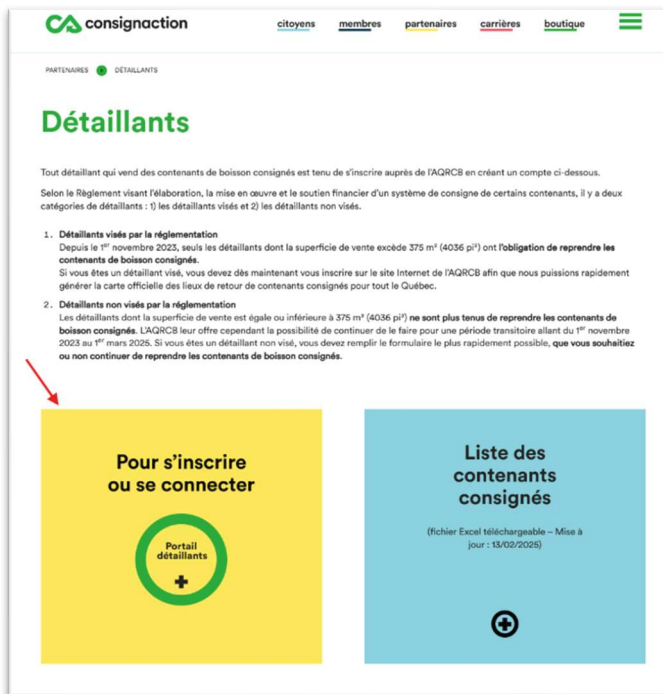 consignaction
citoyens membres partenaires carrières boutique
PARTENAIRES DÉTAILLANTS
Détaillants
Tout détaillant qui vend des contenants de boisson consignés est tenu de s'inscrire auprès de l'AQRCB en créant un compte ci-dessous.
Selon le Règlement visant l'élaboration, la mise en œuvre et le soutien financier d'un système de consigne de certains contenants, il y a deux
catégories de détaillants : 1) les détaillants visés et 2) les détaillants non visés.
1. Détaillants visés par la réglementation
Depuis le 1er novembre 2023, seuls les détaillants dont la superficie de vente excède 375 m² (4036 pi²) ont l'obligation de reprendre les
contenants de boisson consignés.
Si vous êtes un détaillant visé, vous devez dès maintenant vous inscrire sur le site Internet de l'AQRCB afin que nous puissions rapidement
générer la carte officielle des lieux de retour de contenants consignés pour tout le Québec.
2. Détaillants non visés par la réglementation
Les détaillants dont la superficie de vente est égale ou inférieure à 375 m² (4036 pi²) ne sont plus tenus de reprendre les contenants de
boisson consignés. L'AQRCB leur offre cependant la possibilité de continuer de le faire pour une période transitoire allant du 1er novembre
2023 au 1er mars 2025. Si vous êtes un détaillant non visé, vous devez remplir le formulaire le plus rapidement possible, que vous souhaitiez
ou non continuer de reprendre les contenants de boisson consignés.
Pour s'inscrire
ou se connecter
Portail
détaillants
Liste des
contenants
consignés
(fichier Excel téléchargeable – Mise à
jour : 13/02/2025)